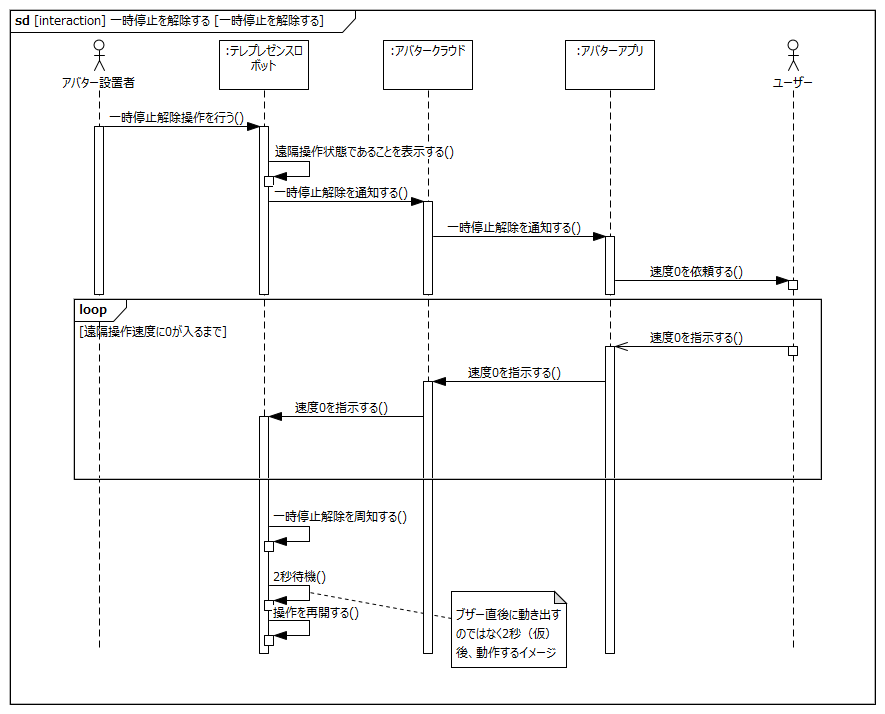 sd [interaction] 一時停止を解除する [一時停止を解除する]
アバター設置者
:テレプレゼンスロ
ボット
:アバタークラウド
:アバターアプリ
ユーザー
一時停止解除操作を行う()
遠隔操作状態であることを表示する()
一時停止解除を通知する()
一時停止解除を通知する()
速度0を依頼する()
loop
[遠隔操作速度に0が入るまで]
速度0を指示する()
速度0を指示する()
速度0を指示する()
一時停止解除を周知する()
2秒待機()
操作を再開する()
ブザー直後に動き出す
のではなく2秒（仮）
後、動作するイメージ